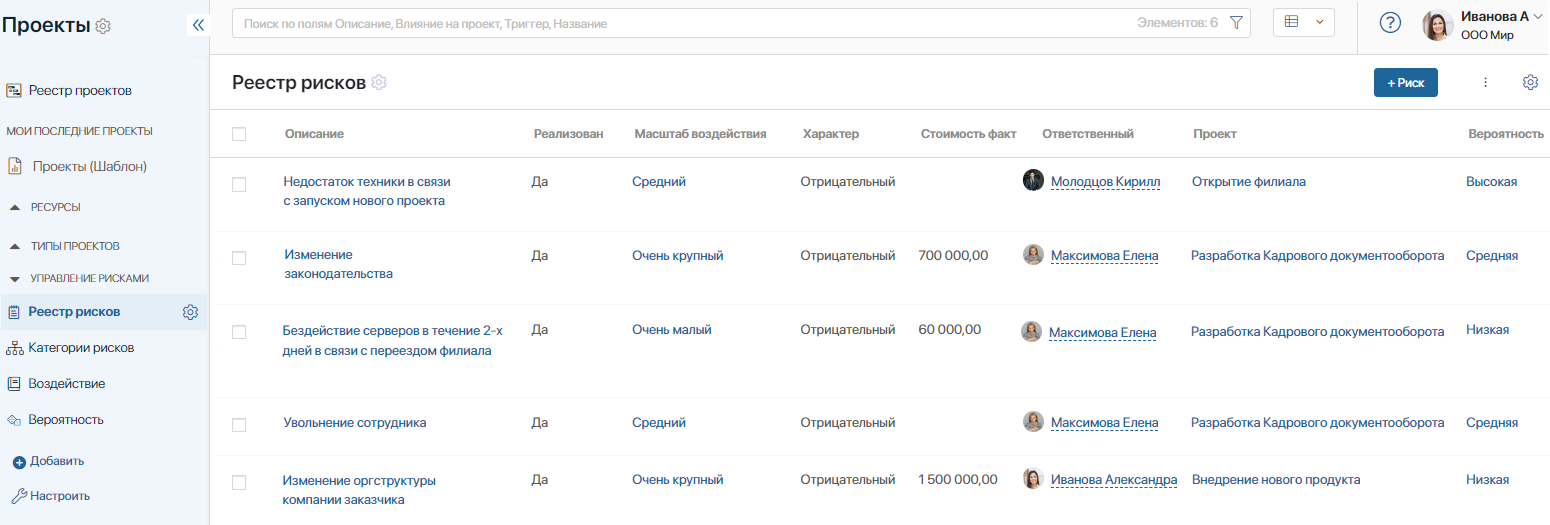 Проекты
Поиск по полям Описание, Влияние на проект, Триггер, Название
Элементов: 6
?
Иванова А
ООО Мир
Реестр проектов
МОИ ПОСЛЕДНИЕ ПРОЕКТЫ
Проекты (Шаблон)
РЕСУРСЫ
ТИПЫ ПРОЕКТОВ
УПРАВЛЕНИЕ РИСКАМИ
Реестр рисков
Категории рисков
Воздействие
Вероятность
Добавить
Настроить
Реестр рисков
+ Риск
Описание Реализован Масштаб воздействия Характер Стоимость факт Ответственный Проект Вероятность
Недостаток техники в связи Да Средний Отрицательный Молодцов Кирилл Открытие филиала Высокая
с запуском нового проекта
Изменение Да Очень крупный Отрицательный 700 000,00 Максимова Елена Разработка Кадрового документооборота Средняя
законодательства
Бездействие серверов в течение 2-х Да Очень малый Отрицательный 60 000,00 Максимова Елена Разработка Кадрового документооборота Низкая
дней в связи с переездом филиала
Увольнение сотрудника Да Средний Отрицательный Максимова Елена Разработка Кадрового документооборота Средняя
Изменение оргструктуры Да Очень крупный Отрицательный 1 500 000,00 Иванова Александра Внедрение нового продукта Низкая
компании заказчика